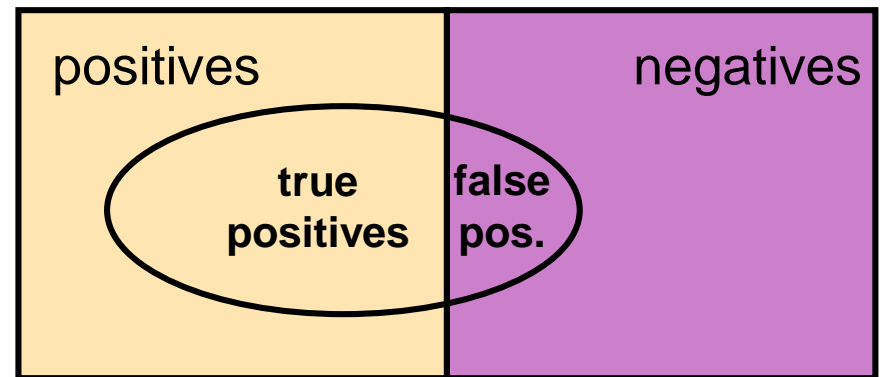 positives
negatives
true
positives
false
pos.